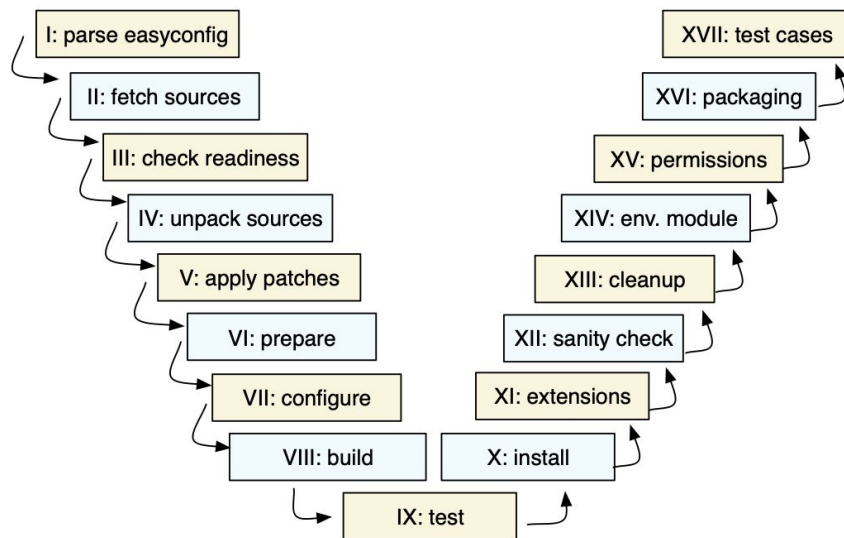 I: parse easyconfig
II: fetch sources
III: check readiness
IV: unpack sources
V: apply patches
VI: prepare
VII: configure
VIII: build
IX: test
X: install
XI: extensions
XII: sanity check
XIII: cleanup
XIV: env. module
XV: permissions
XVI: packaging
XVII: test cases